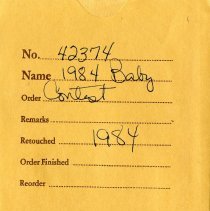 No. 42374
Name 1984 Baby
Order Contest
Remarks
Retouched 1984
Order Finished
Reorder